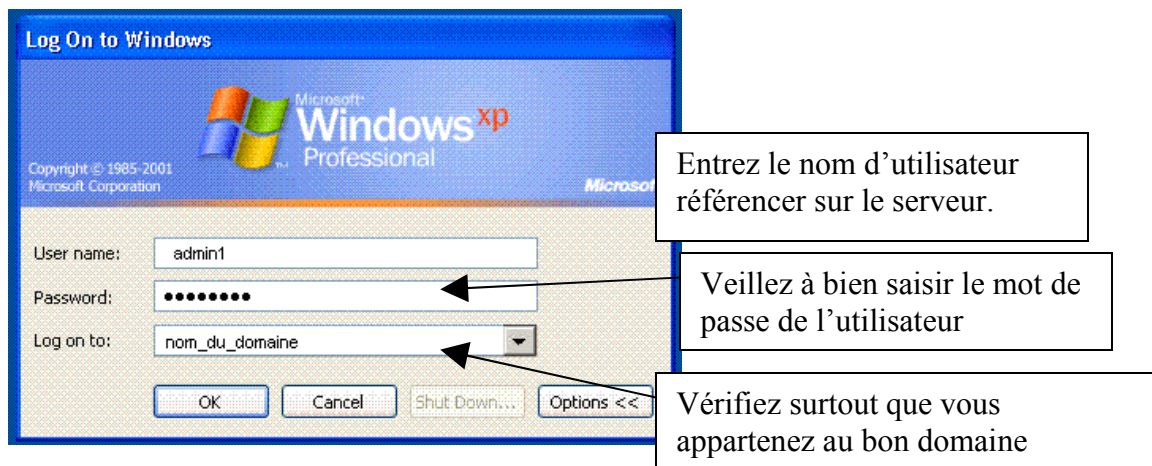 Log On to Windows
Microsoft
Windows xp
Professional
Copyright © 1985-2001
Microsoft Corporation
Microsof
Entrez le nom d’utilisateur
référencer sur le serveur.
User name: admin1
Password: ●●●●●●●●
Veillez à bien saisir le mot de
passe de l’utilisateur
Log on to: nom_du_domaine
OK Cancel Shut Down... Options <<
Vérifiez surtout que vous
appartenez au bon domaine